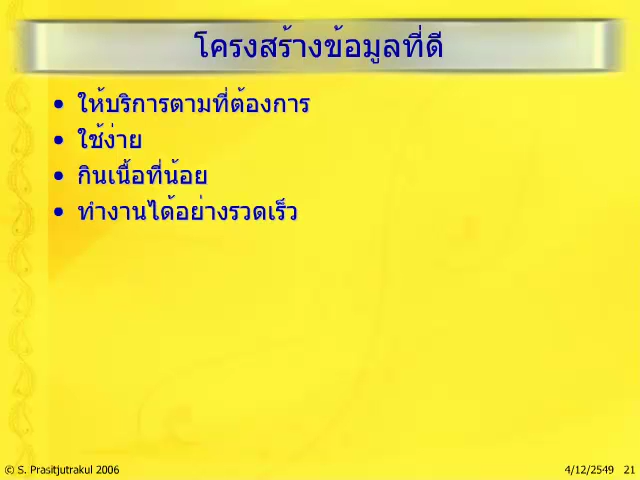 โครงสร้างข้อมูลที่ดี
• ให้บริการตามที่ต้องการ
• ใช้ง่าย
• กินเนื้อที่น้อย
• ทำงานได้อย่างรวดเร็ว
© S. Prasitjutrakul 2006
4/12/2549 21